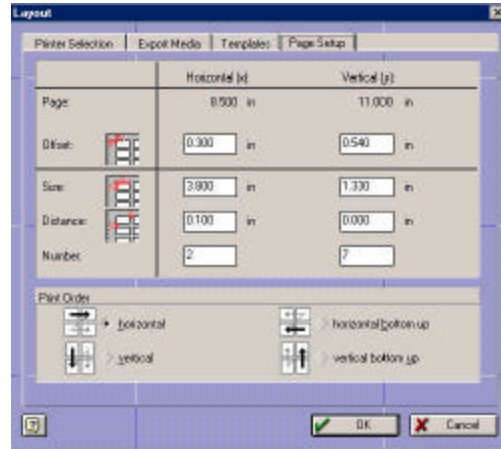 Layout
Printer Selection Export Media Templates Page Setup
Horizontal (x): Vertical (y):
Page: 8.500 in 11.000 in
Offset: 0.300 in 0.540 in
Size: 3.800 in 1.330 in
Distance: 0.100 in 0.000 in
Number: 2 7
Print Order
horizontal horizontal bottom up
vertical vertical bottom up
OK Cancel